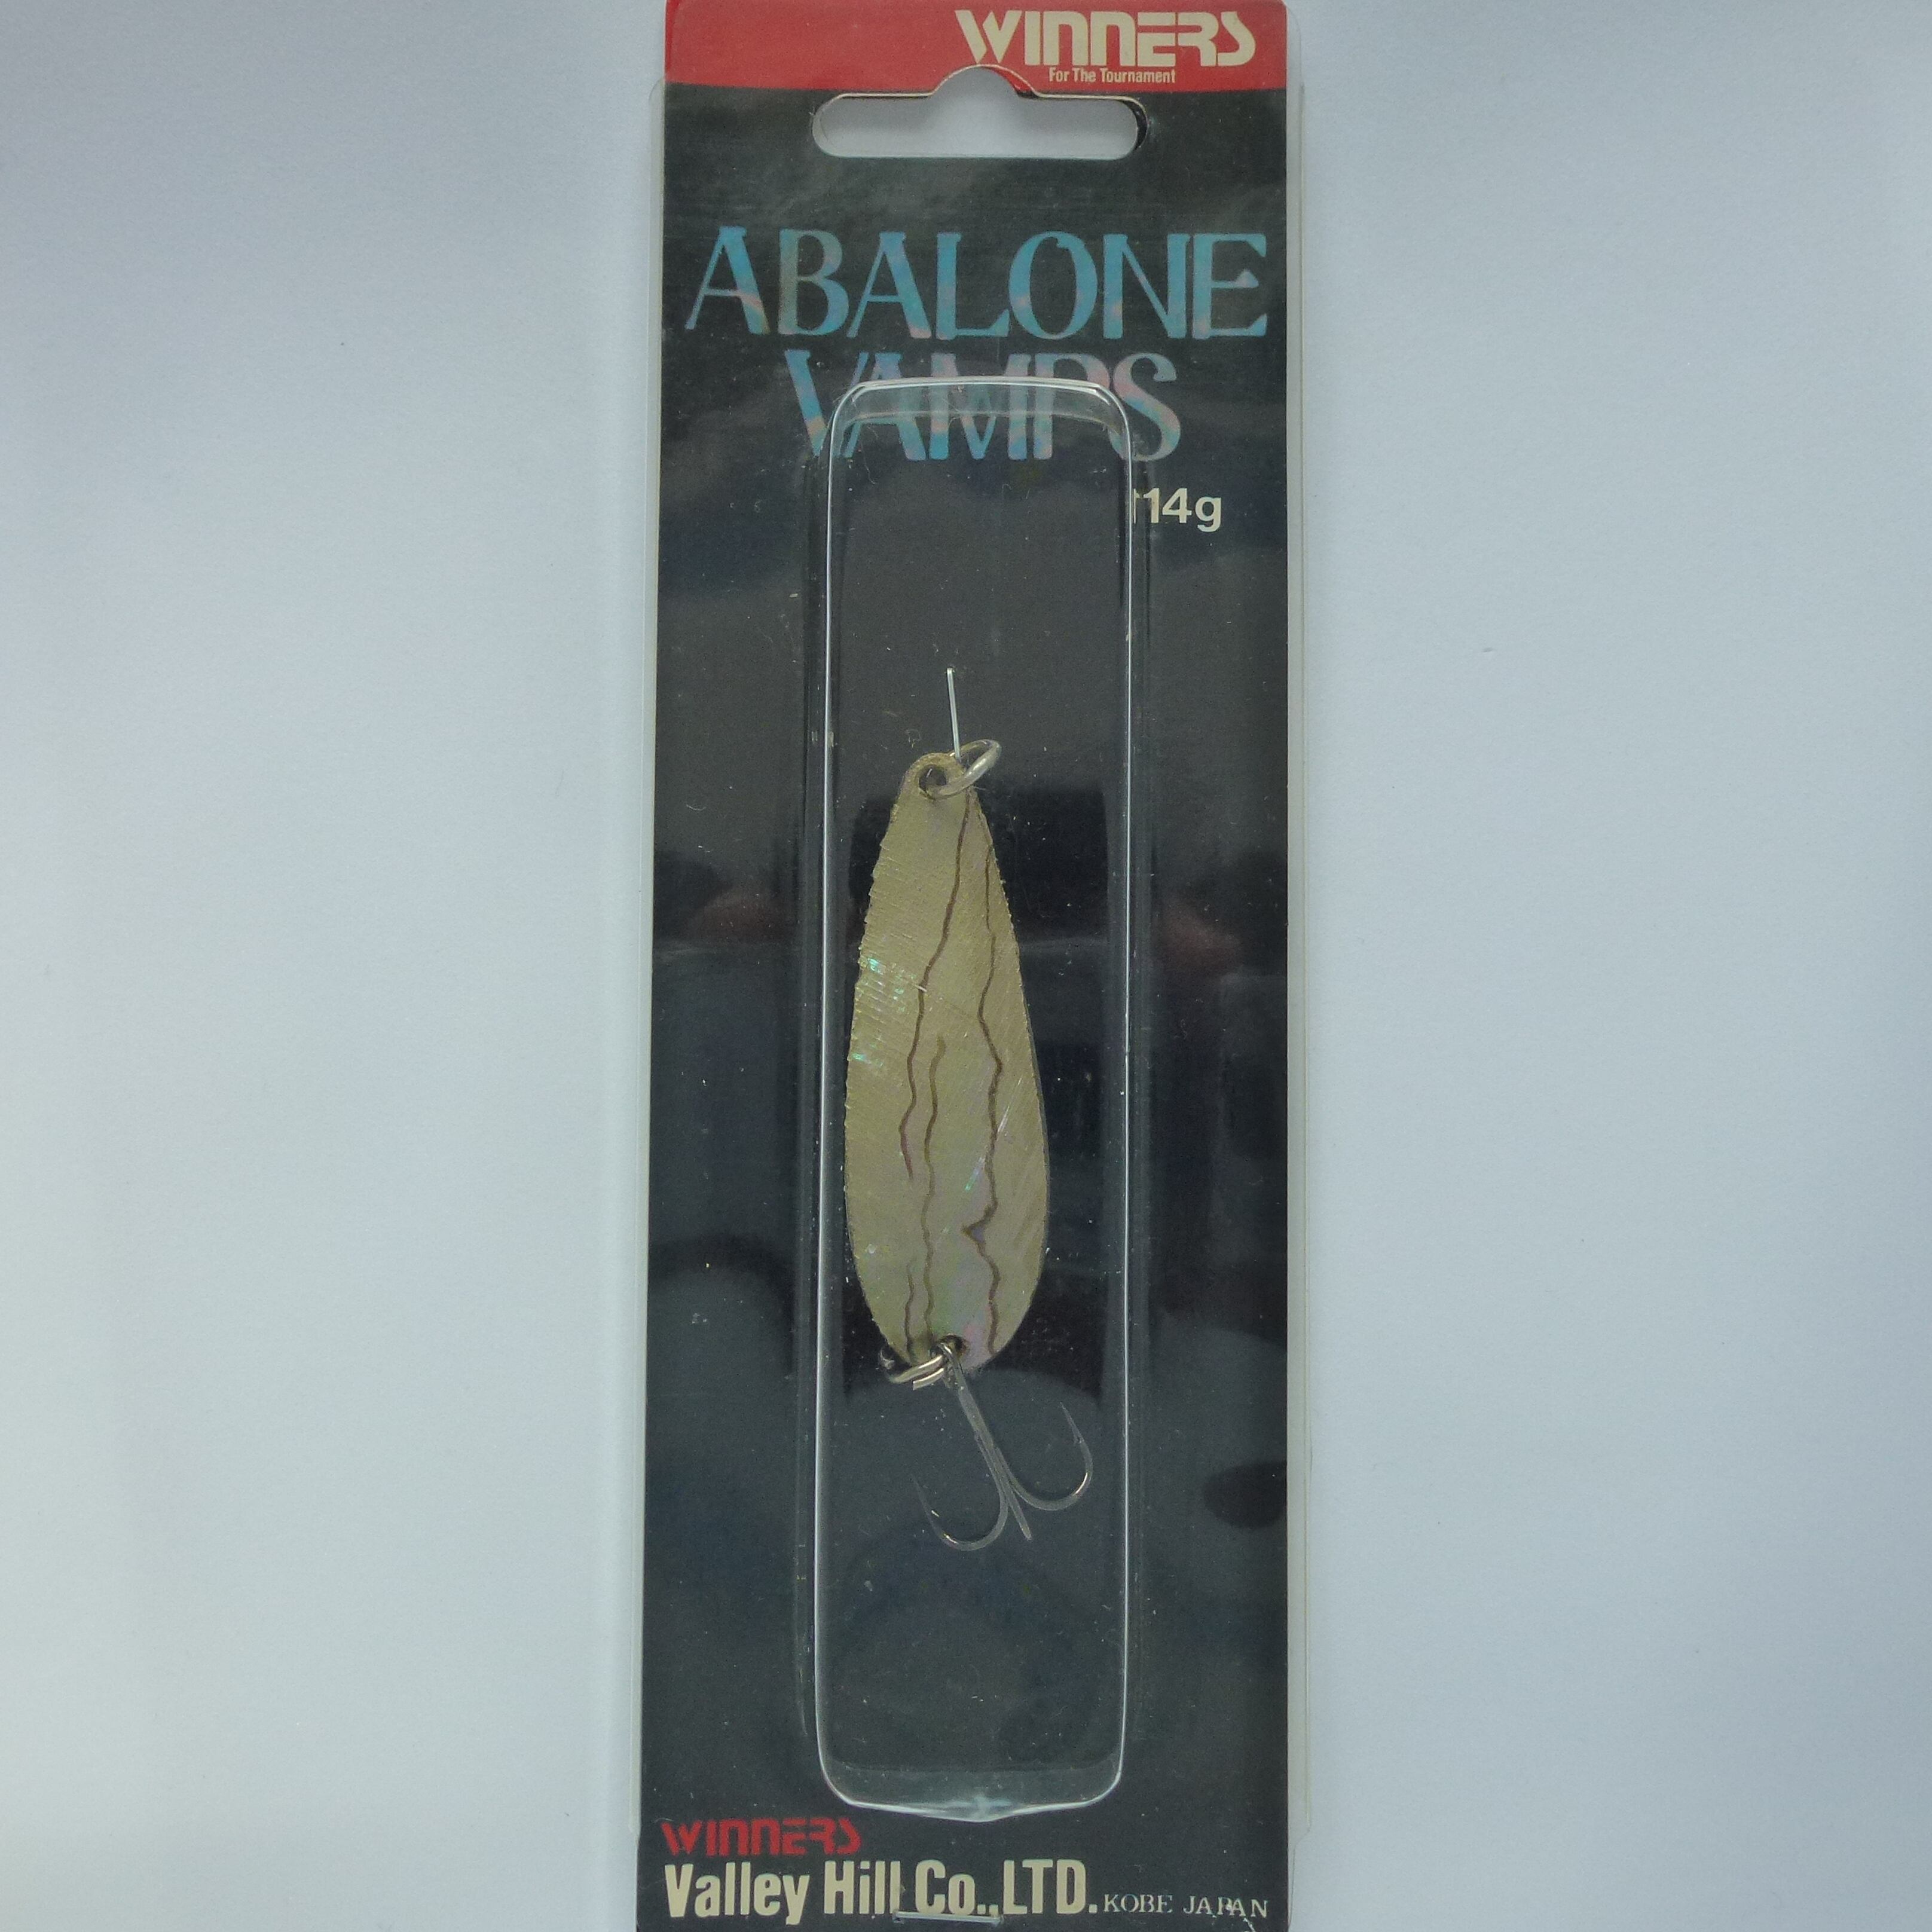 WINNERS
For The Tournament
ABALONE
VAMPS
14g
WINNERS
Valley Hill Co.,LTD. KOBE JAPAN